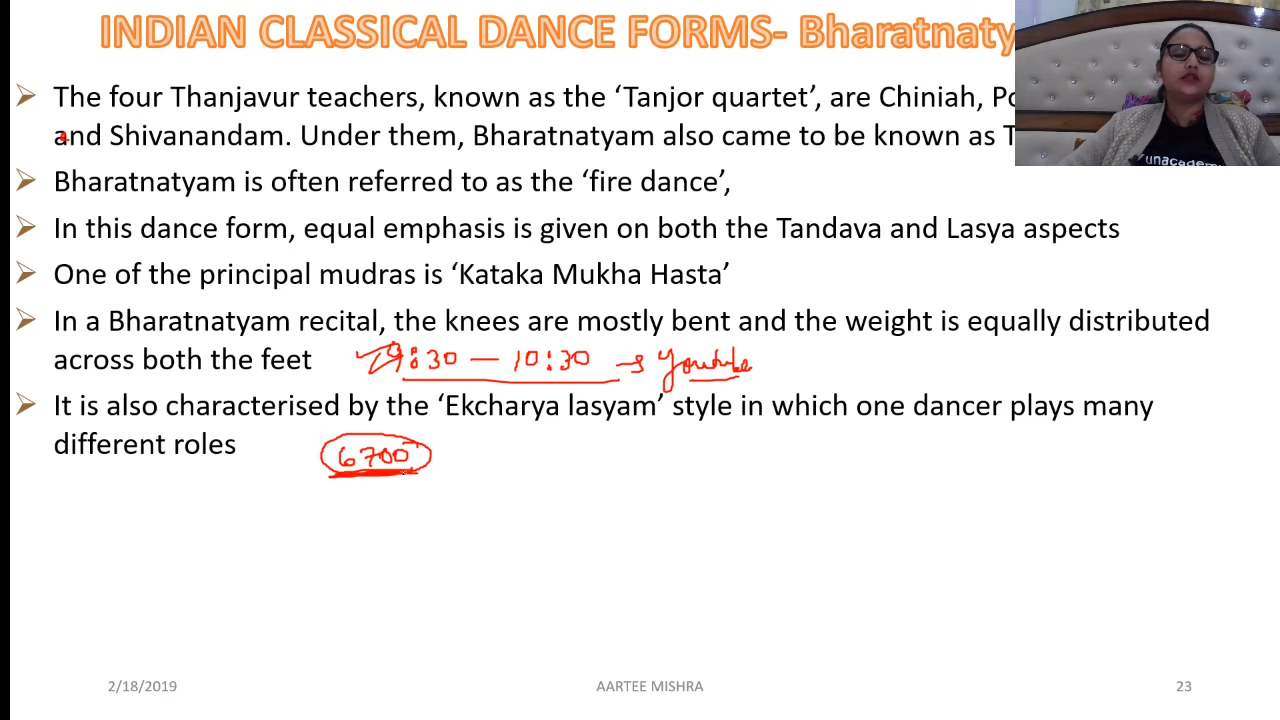 INDIAN CLASSICAL DANCE FORMS- Bharatnaty
The four Thanjavur teachers, known as the ‘Tanjor quartet’, are Chiniah,
and Shivanandam. Under them, Bharatnatyam also came to be known as
unacademy
Bharatnatyam is often referred to as the ‘fire dance’,
In this dance form, equal emphasis is given on both the Tandava and Lasya aspects
One of the principal mudras is ‘Kataka Mukha Hasta’
In a Bharatnatyam recital, the knees are mostly bent and the weight is equally distributed
across both the feet
9:30 — 10:30 → Youtube
It is also characterised by the ‘Ekcharya lasyam’ style in which one dancer plays many
different roles
6700
2/18/2019
AARTEE MISHRA
23